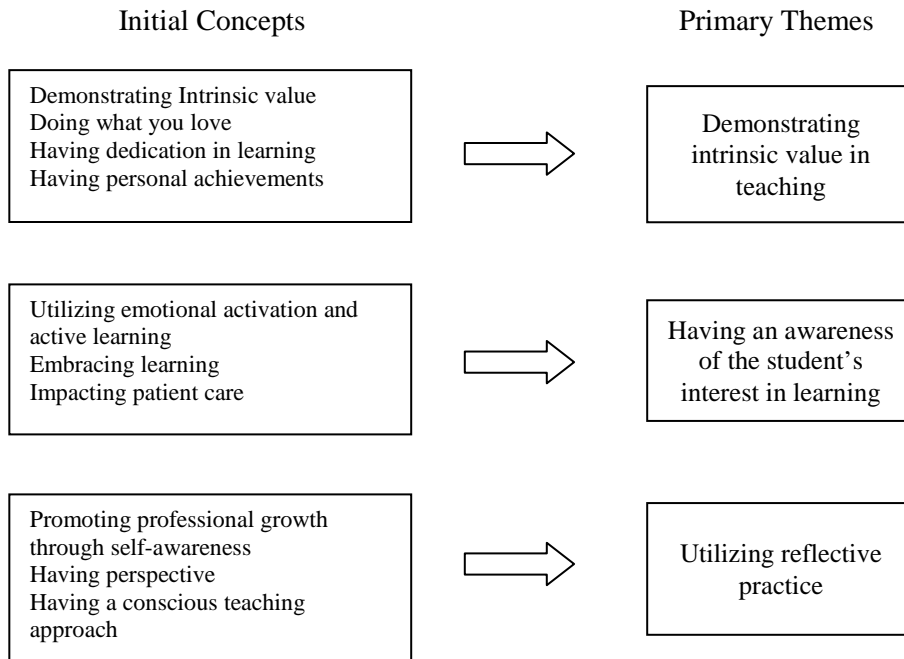 Initial Concepts
Primary Themes
Demonstrating Intrinsic value
Doing what you love
Having dedication in learning
Having personal achievements
Demonstrating
intrinsic value in
teaching
Utilizing emotional activation and
active learning
Embracing learning
Impacting patient care
Having an awareness
of the student’s
interest in learning
Promoting professional growth
through self-awareness
Having perspective
Having a conscious teaching
approach
Utilizing reflective
practice